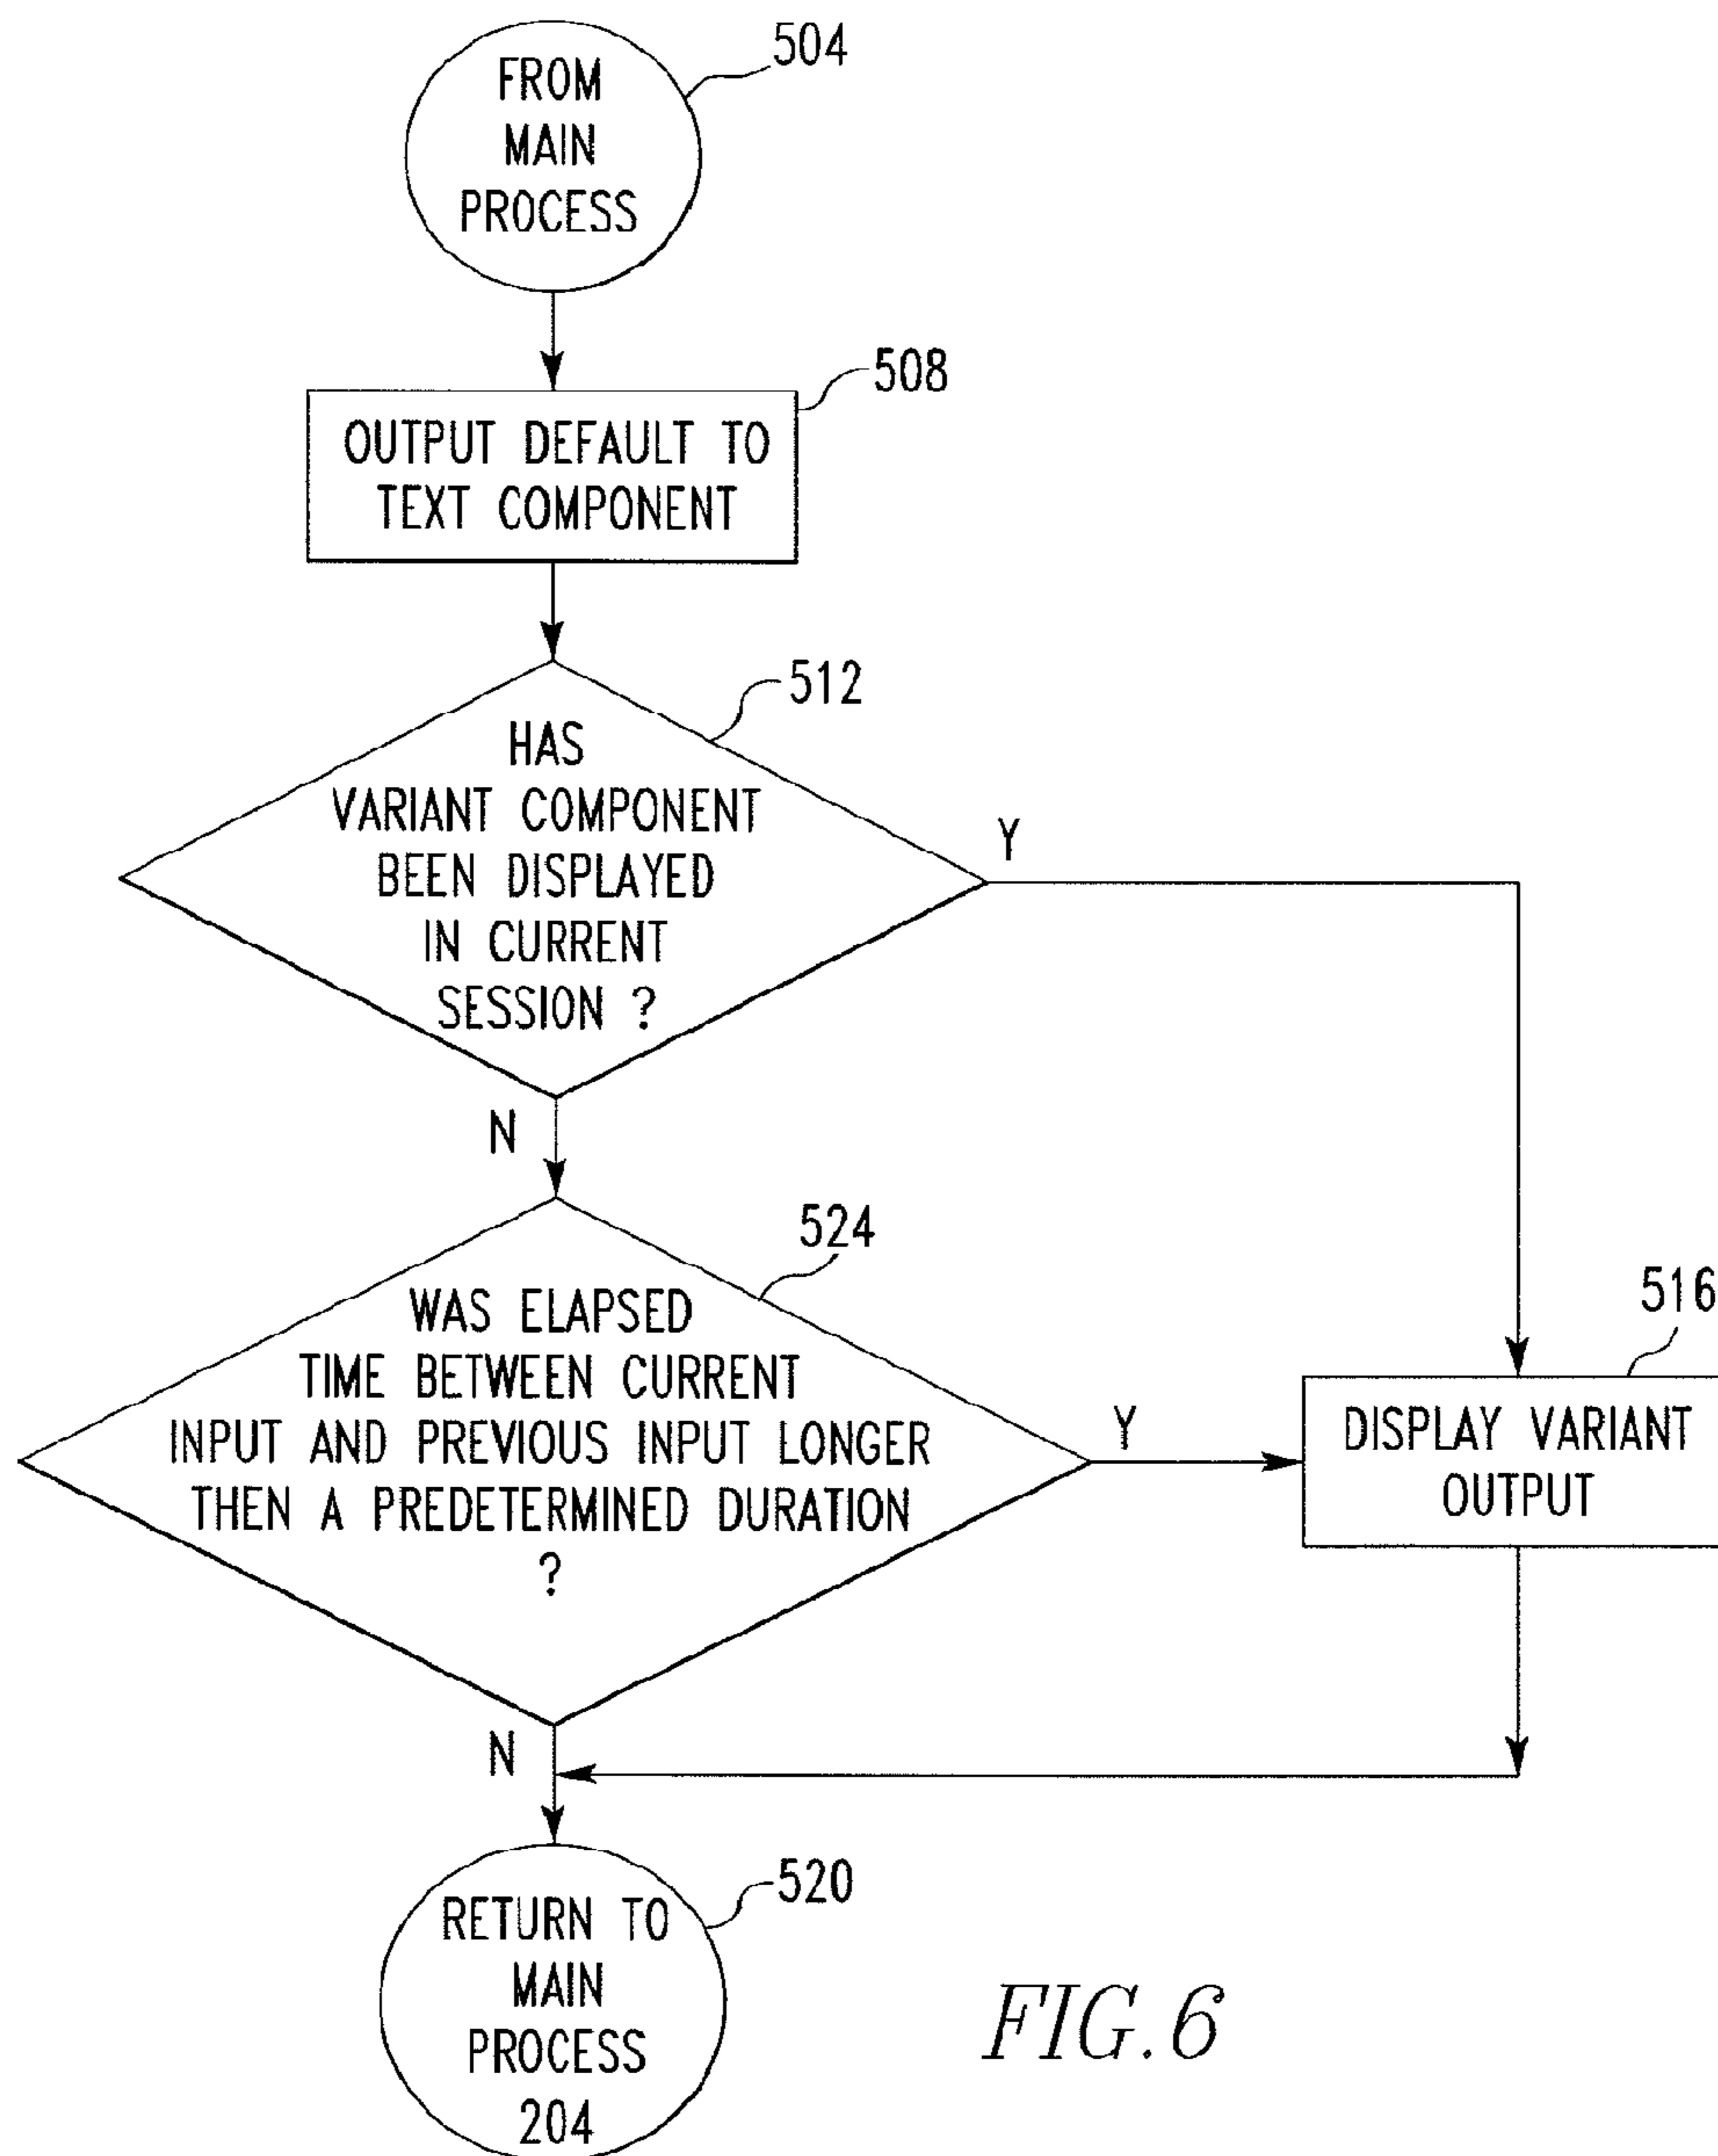 FROM
MAIN
PROCESS
504
OUTPUT DEFAULT TO
TEXT COMPONENT
508
HAS
VARIANT COMPONENT
BEEN DISPLAYED
IN CURRENT
SESSION ?
512
Y
N
WAS ELAPSED
TIME BETWEEN CURRENT
INPUT AND PREVIOUS INPUT LONGER
THEN A PREDETERMINED DURATION
?
524
Y
516
DISPLAY VARIANT
OUTPUT
N
RETURN TO
MAIN
PROCESS
204
520
FIG. 6